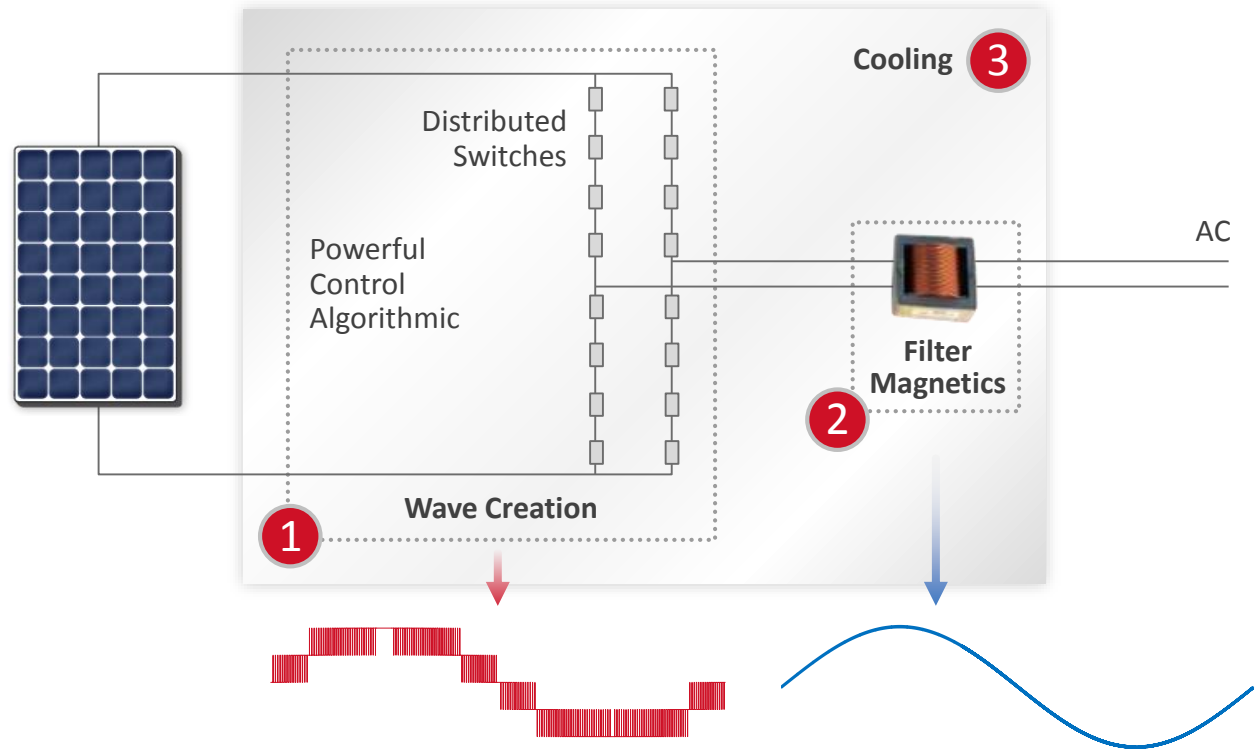 Cooling
3
Distributed
Switches
Powerful
Control
Algorithmic
AC
Filter
Magnetics
2
Wave Creation
1